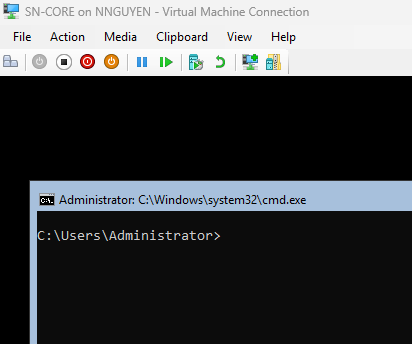 SN-CORE on NNGUYEN - Virtual Machine Connection
File Action Media Clipboard View Help
Administrator: C:\Windows\system32\cmd.exe
C:\Users\Administrator>